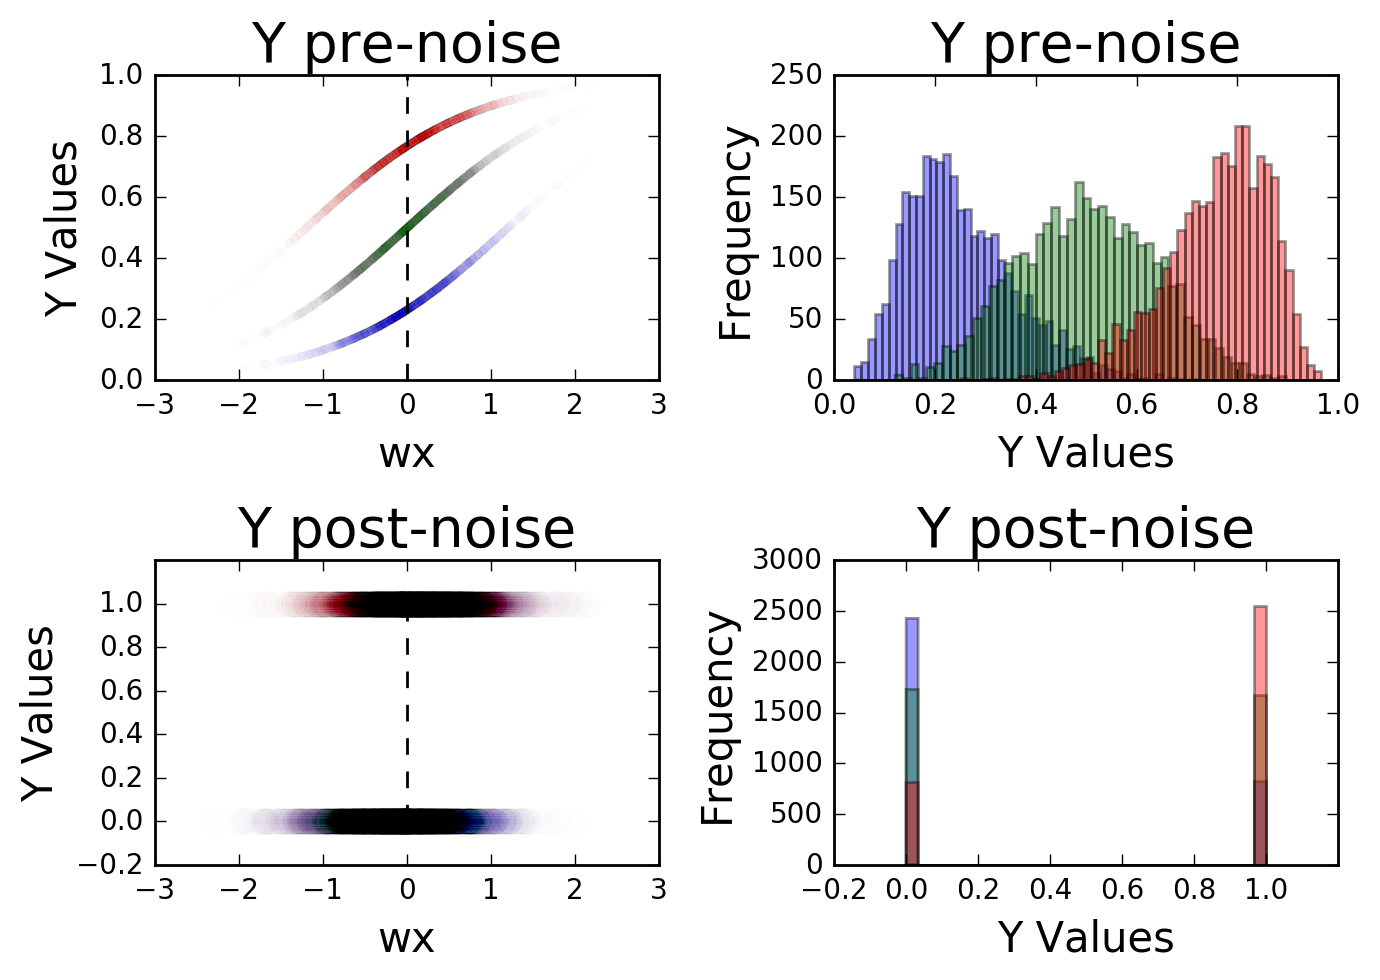 Y pre-noise
1.0
0.8
0.6
0.4
0.2
0.0
Y Values
−3 −2 −1 0 1 2 3
wx
Y pre-noise
250
200
150
100
50
0
Frequency
0.0 0.2 0.4 0.6 0.8 1.0
Y Values
Y post-noise
1.0
0.8
0.6
0.4
0.2
0.0
−0.2
Y Values
−3 −2 −1 0 1 2 3
wx
Y post-noise
3000
2500
2000
1500
1000
500
0
Frequency
−0.2 0.0 0.2 0.4 0.6 0.8 1.0
Y Values